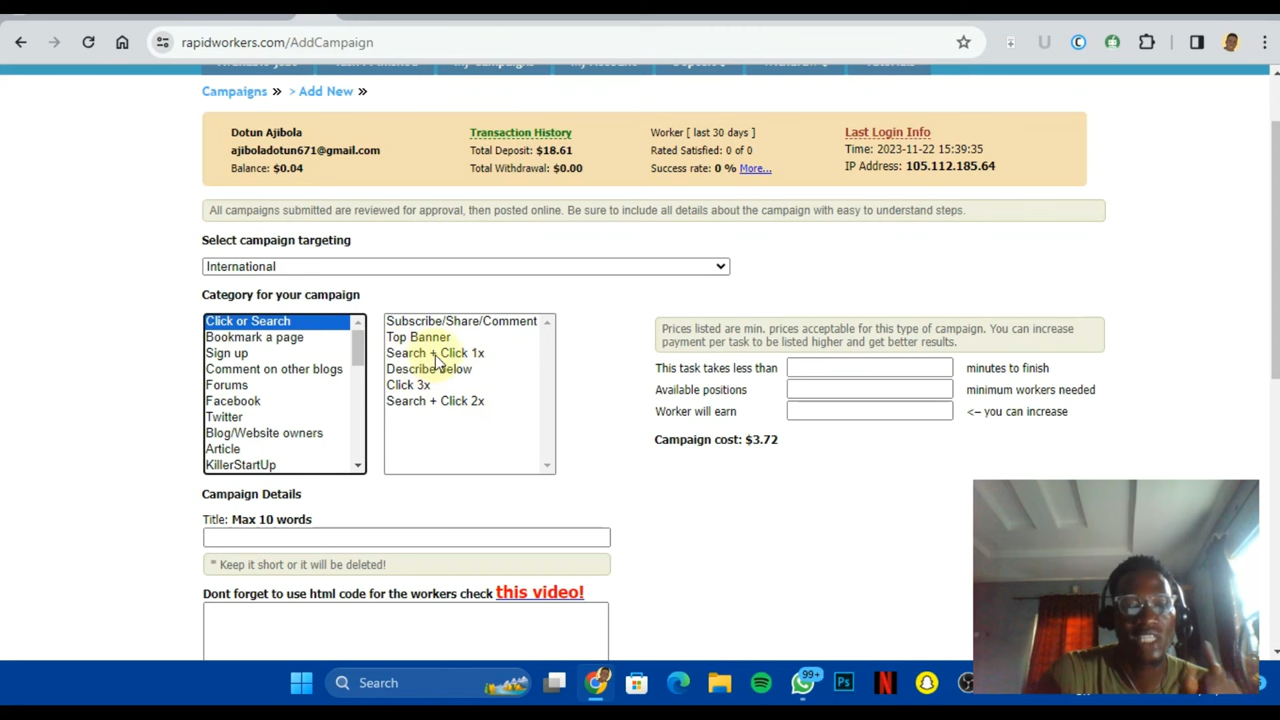 rapidworkers.com/AddCampaign
Campaigns » > Add New »
Dotun Ajibola
ajiboladotun671@gmail.com
Balance: $0.04
Transaction History
Total Deposit: $18.61
Total Withdrawal: $0.00
Worker [ last 30 days ]
Rated Satisfied: 0 of 0
Success rate: 0 % More...
Last Login Info
Time: 2023-11-22 15:39:35
IP Address: 105.112.185.64
All campaigns submitted are reviewed for approval, then posted online. Be sure to include all details about the campaign with easy to understand steps.
Select campaign targeting
International
Category for your campaign
Click or Search
Bookmark a page
Sign up
Comment on other blogs
Forums
Facebook
Twitter
Blog/Website owners
Article
KillerStartUp
Subscribe/Share/Comment
Top Banner
Search + Click 1x
Describe below
Click 3x
Search + Click 2x
Prices listed are min. prices acceptable for this type of campaign. You can increase
payment per task to be listed higher and get better results.
This task takes less than minutes to finish
Available positions minimum workers needed
Worker will earn <– you can increase
Campaign cost: $3.72
Campaign Details
Title: Max 10 words
* Keep it short or it will be deleted!
Dont forget to use html code for the workers check this video!
Search
99+